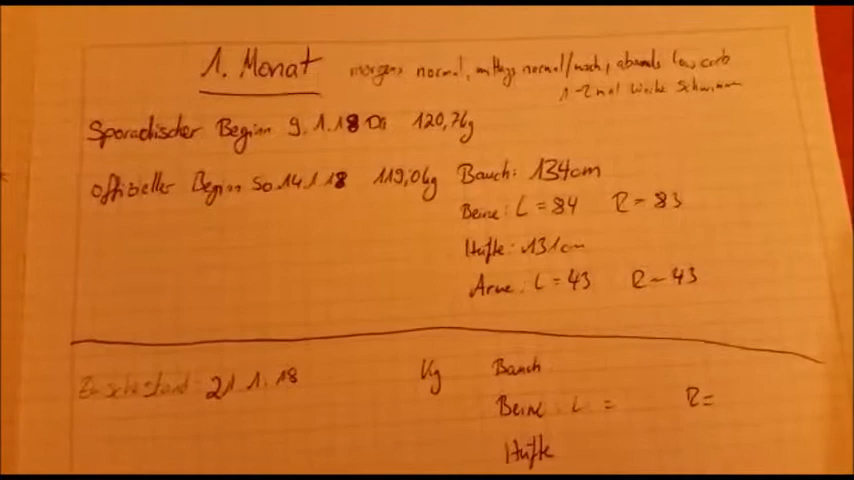 1. Monat morgens normal, mittags normal/nach, abends low carb
1-2 mal Woche Schwimmen
Sporadischer Beginn 9.1.18 Di 120,7kg
Offizieller Beginn So 14.1.18 119,0kg Bauch: 134cm
Beine: L = 84 R = 83
Hüfte: 131cm
Arme: L = 43 R = 43
Zwischestand 21.1.18 Kg Bauch
Beine L = R =
Hüfte